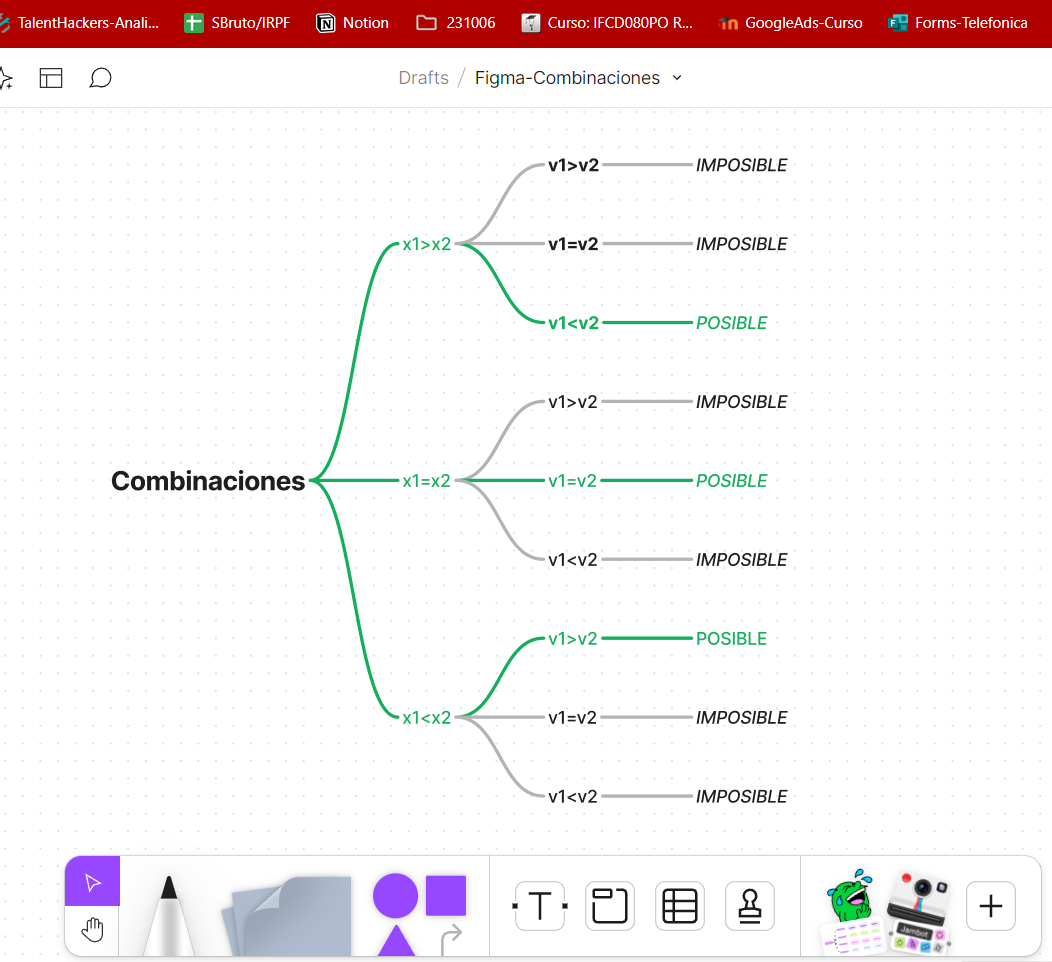 TalentHackers-Anali...
SBruto/IRPF
Notion
231006
Curso: IFCD080PO R...
GoogleAds-Curso
Forms-Telefonica
Drafts / Figma-Combinaciones
v1>v2 IMPOSIBLE
x1>x2 v1=v2 IMPOSIBLE
v1<v2 POSIBLE
v1>v2 IMPOSIBLE
Combinaciones x1=x2 v1=v2 POSIBLE
v1<v2 IMPOSIBLE
v1>v2 POSIBLE
x1<x2 v1=v2 IMPOSIBLE
v1<v2 IMPOSIBLE
T
Jambot